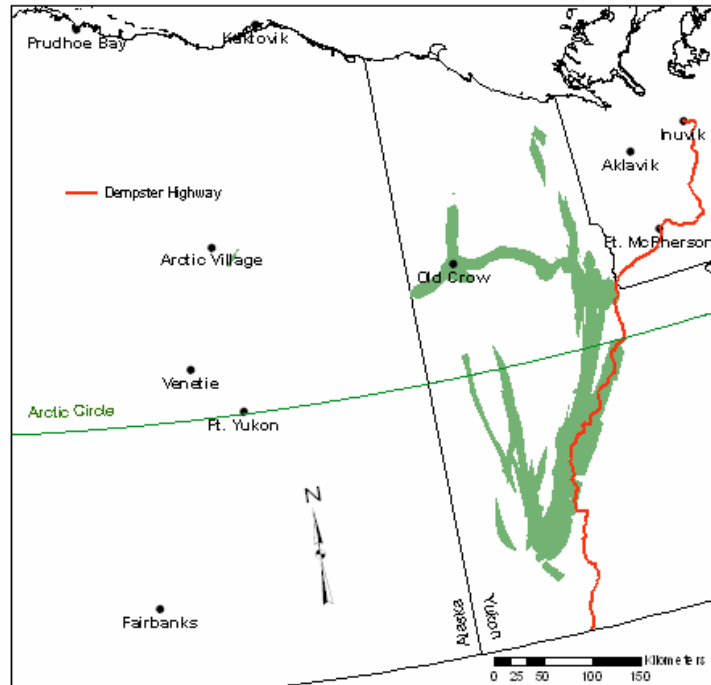 Prudhoe Bay
Kaktovik
Inuvik
Aklavik
Dempster Highway
Ft. McPherson
Arctic Village
Old Crow
Venetie
Arctic Circle
Ft. Yukon
N
Alaska
Yukon
Fairbanks
Kilometers
0 25 50 100 150